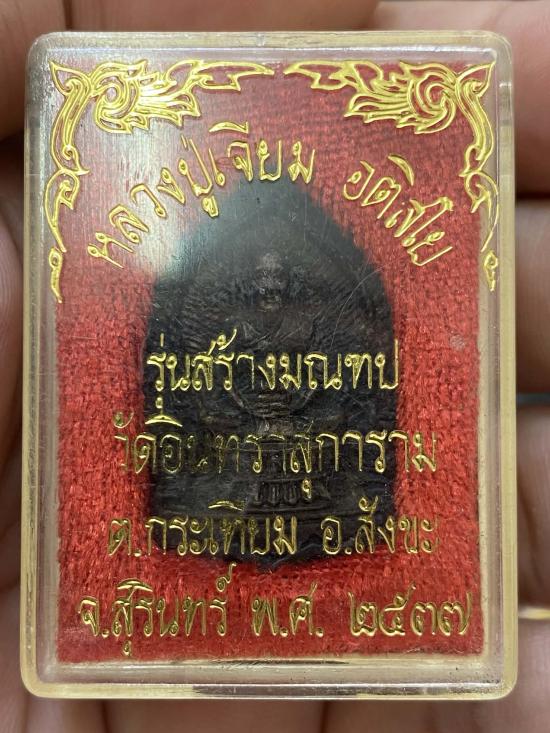 หลวงปู่เจียม อติสโย
รุ่นสร้างมณฑป
วัดอินทราสุการาม
ต.กระเทียม อ.สังขะ
จ.สุรินทร์ พ.ศ. ๒๕๓๗